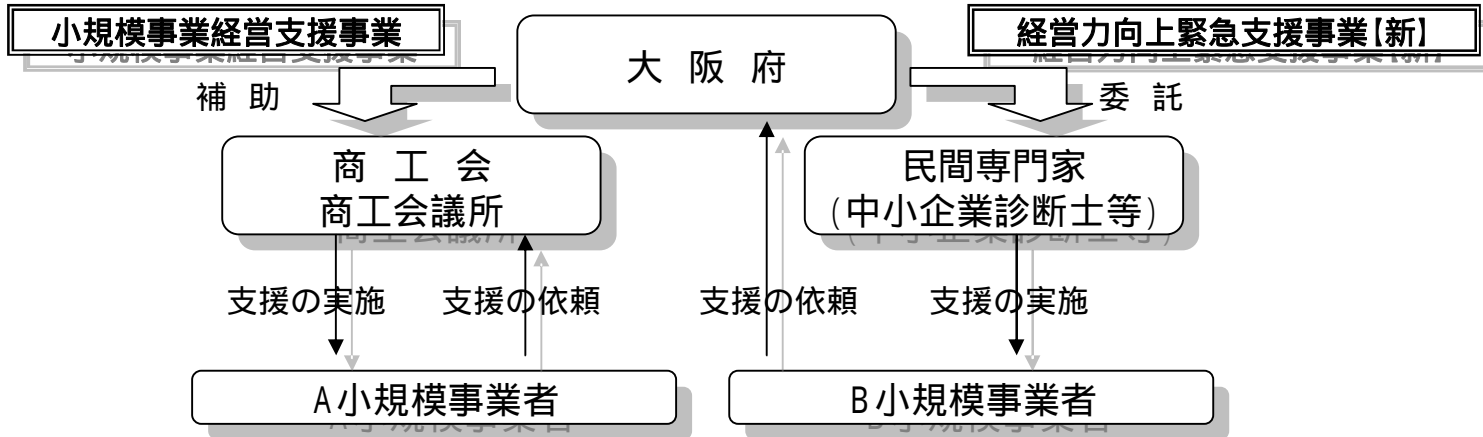 小規模事業経営支援事業
経営力向上緊急支援事業【新】
大 阪 府
補 助
委 託
商 工 会
商工会議所
民間専門家
(中小企業診断士等)
支援の実施
支援の依頼
支援の依頼
支援の実施
A小規模事業者
B小規模事業者